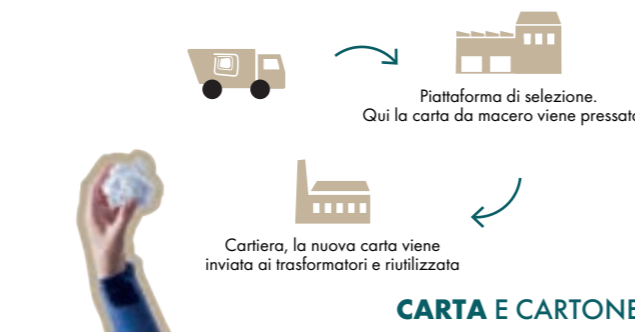 Piattaforma di selezione.
Qui la carta da macero viene pressata
Cartiera, la nuova carta viene
inviata ai trasformatori e riutilizzata
CARTA E CARTONE